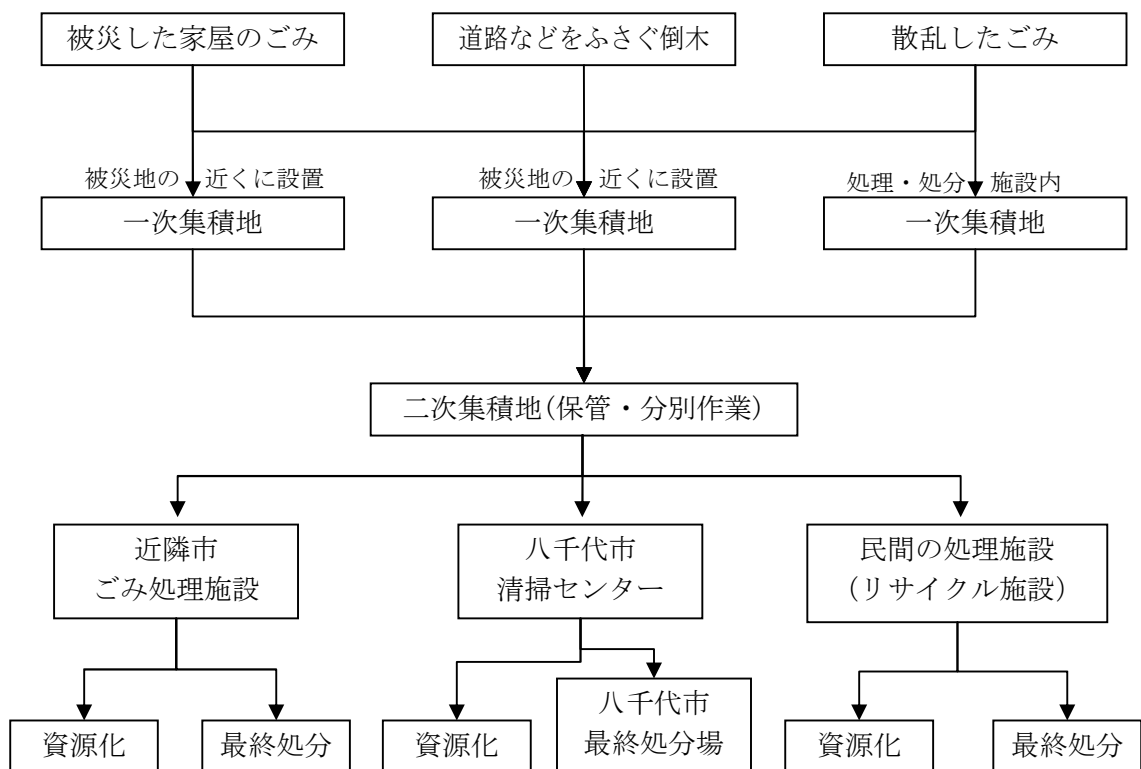 被災した家屋のごみ
道路などをふさぐ倒木
散乱したごみ
被災地の 近くに設置
被災地の 近くに設置
処理・処分 施設内
一次集積地
一次集積地
一次集積地
二次集積地(保管・分別作業)
近隣市
ごみ処理施設
八千代市
清掃センター
民間の処理施設
(リサイクル施設)
資源化
最終処分
資源化
八千代市
最終処分場
資源化
最終処分